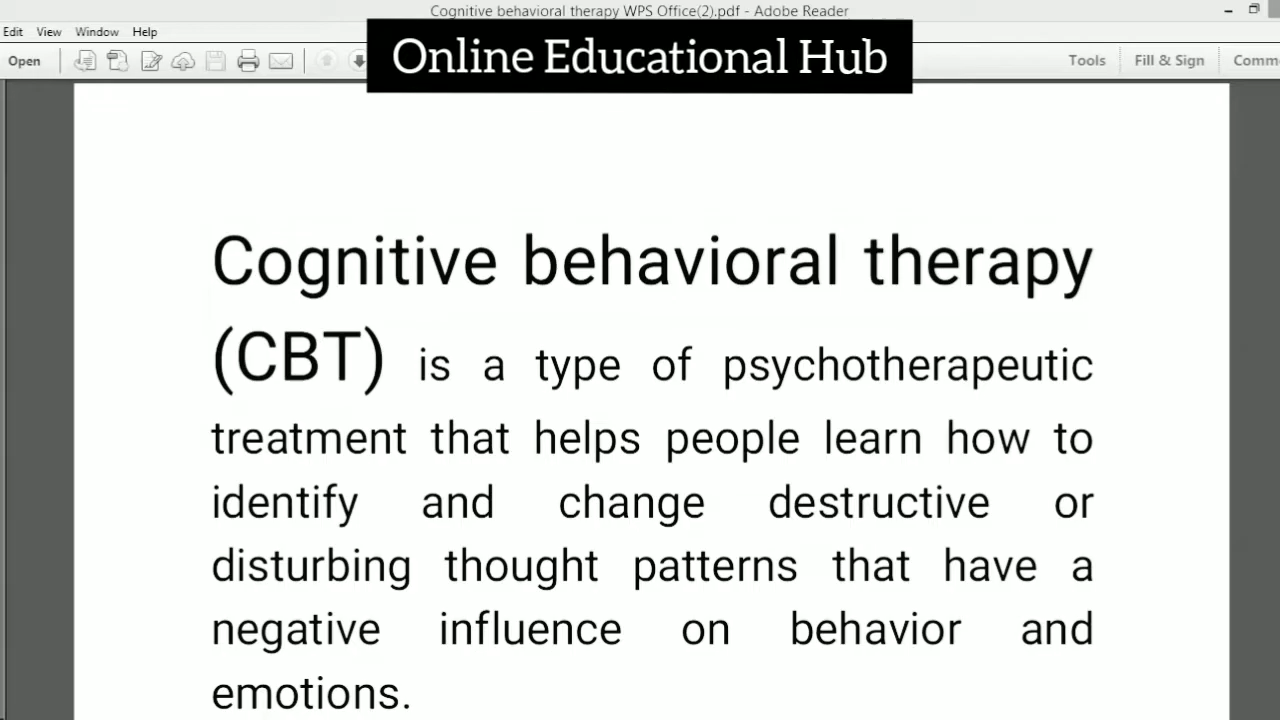 Cognitive behavioral therapy WPS Office(2).pdf - Adobe Reader
Edit View Window Help
Online Educational Hub
Open
Tools Fill & Sign
Cognitive behavioral therapy
(CBT) is a type of psychotherapeutic
treatment that helps people learn how to
identify and change destructive or
disturbing thought patterns that have a
negative influence on behavior and
emotions.